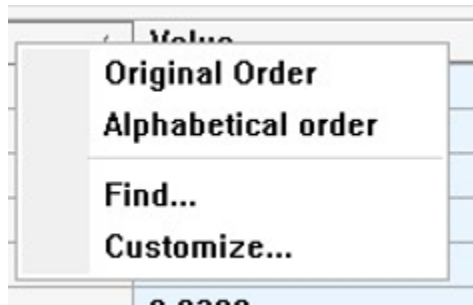 Value
Original Order
Alphabetical order
Find...
Customize...